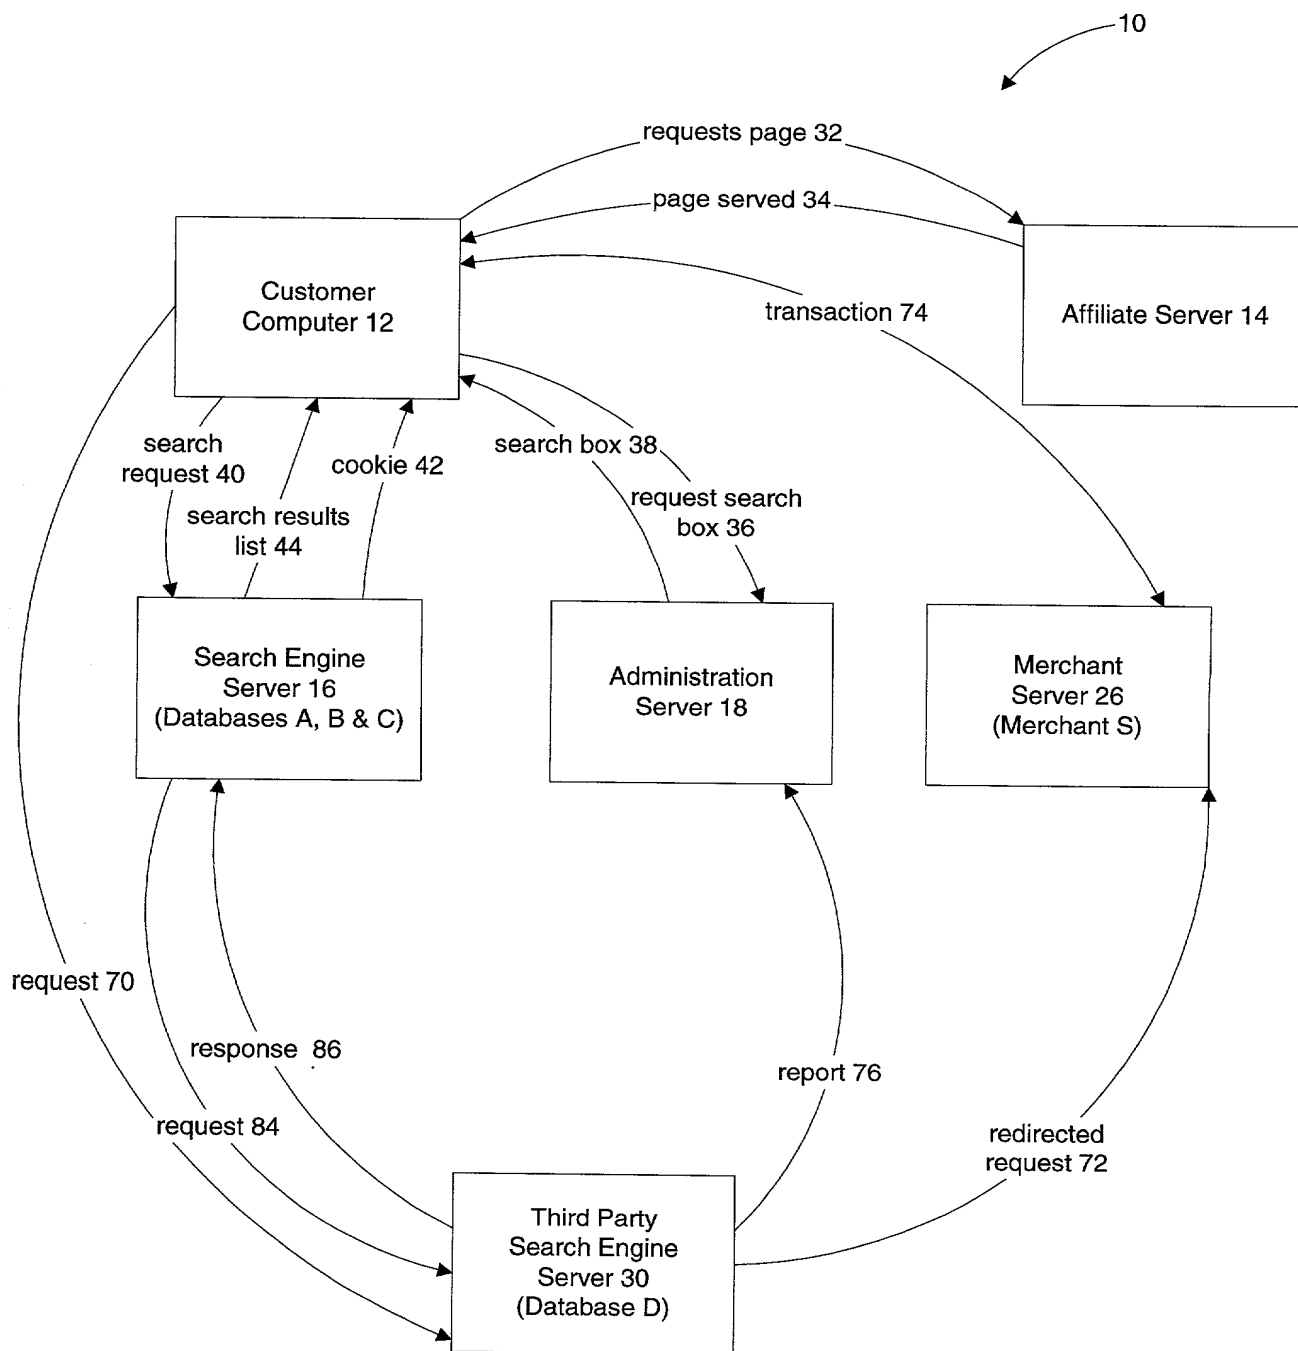 10
requests page 32
page served 34
Customer
Computer 12
transaction 74
Affiliate Server 14
search
request 40
cookie 42
search box 38
search results
list 44
request search
box 36
Search Engine
Server 16
(Databases A, B & C)
Administration
Server 18
Merchant
Server 26
(Merchant S)
request 70
response 86
report 76
request 84
redirected
request 72
Third Party
Search Engine
Server 30
(Database D)